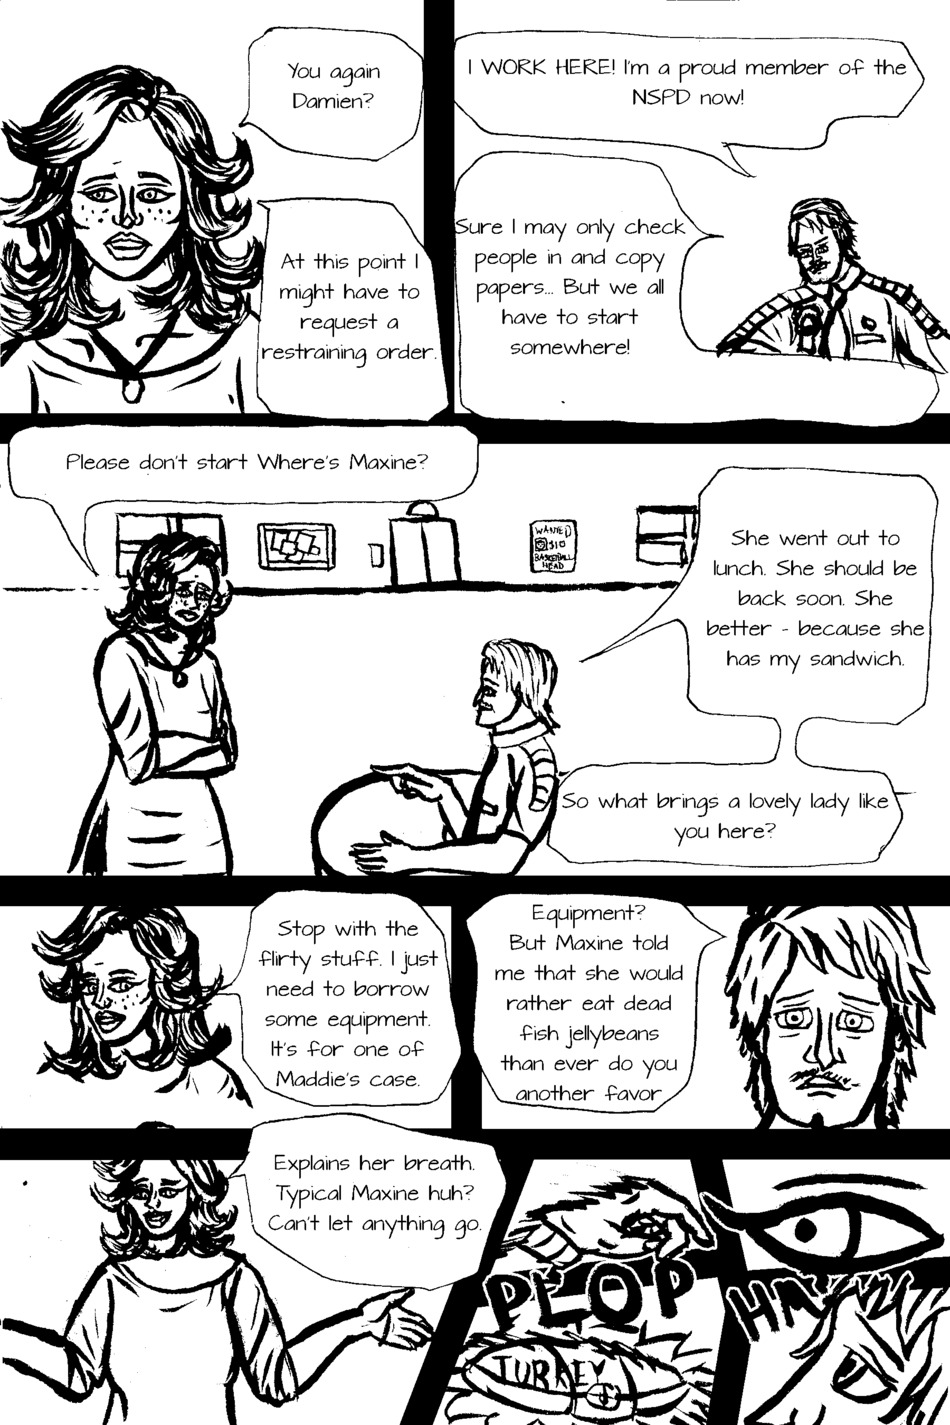 You again
Damien?
At this point I
might have to
request a
restraining order.
I WORK HERE! I'm a proud member of the
NSPD now!
Sure I may only check
people in and copy
papers... But we all
have to start
somewhere!
Please don't start Where's Maxine?
WANTED
$10
BASEBALL
HEAD
She went out to
lunch. She should be
back soon. She
better - because she
has my sandwich.
So what brings a lovely lady like
you here?
Stop with the
flirty stuff. I just
need to borrow
some equipment.
It's for one of
Maddie's case.
Equipment?
But Maxine told
me that she would
rather eat dead
fish jellybeans
than ever do you
another favor
Explains her breath.
Typical Maxine huh?
Can't let anything go.
PLOP
TURKEY